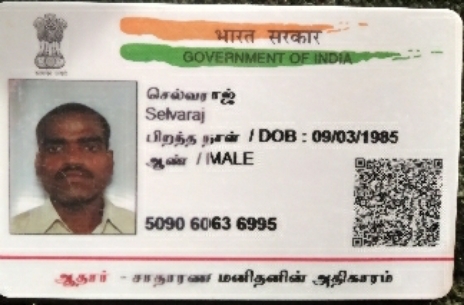 भारत सरकार
GOVERNMENT OF INDIA
செல்வராஜ்
Selvaraj
பிறந்த நாள் / DOB : 09/03/1985
ஆண் / MALE
5090 6063 6995
ஆதார் - சாதாரண மனிதனின் அதிகாரம்